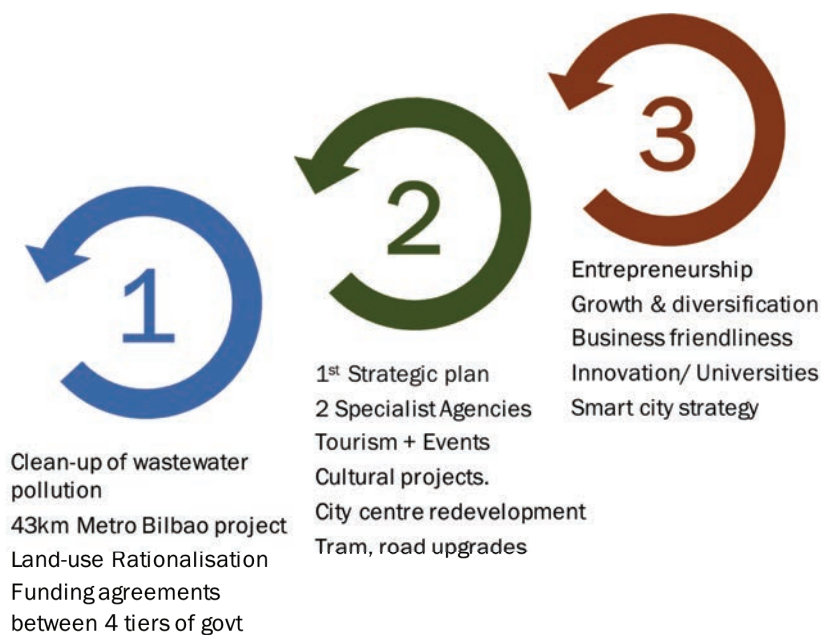 1
Clean-up of wastewater
pollution
43km Metro Bilbao project
Land-use Rationalisation
Funding agreements
between 4 tiers of govt
2
1st Strategic plan
2 Specialist Agencies
Tourism + Events
Cultural projects.
City centre redevelopment
Tram, road upgrades
3
Entrepreneurship
Growth & diversification
Business friendliness
Innovation/ Universities
Smart city strategy